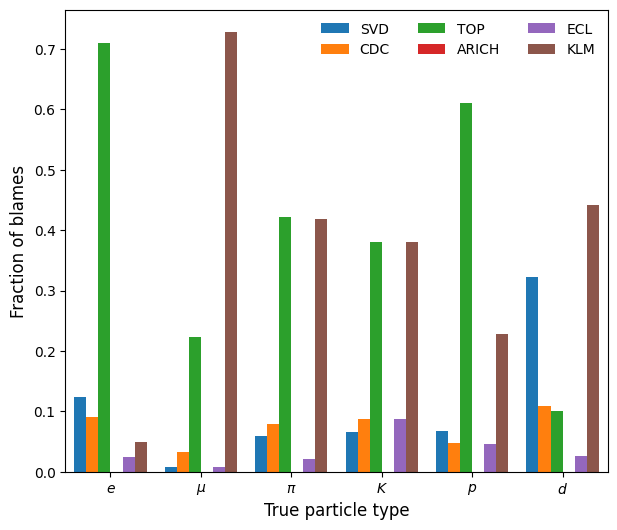 SVD TOP ECL
CDC ARICH KLM
0.7
0.6
0.5
0.4
0.3
0.2
0.1
0.0
Fraction of blames
e μ π K p d
True particle type